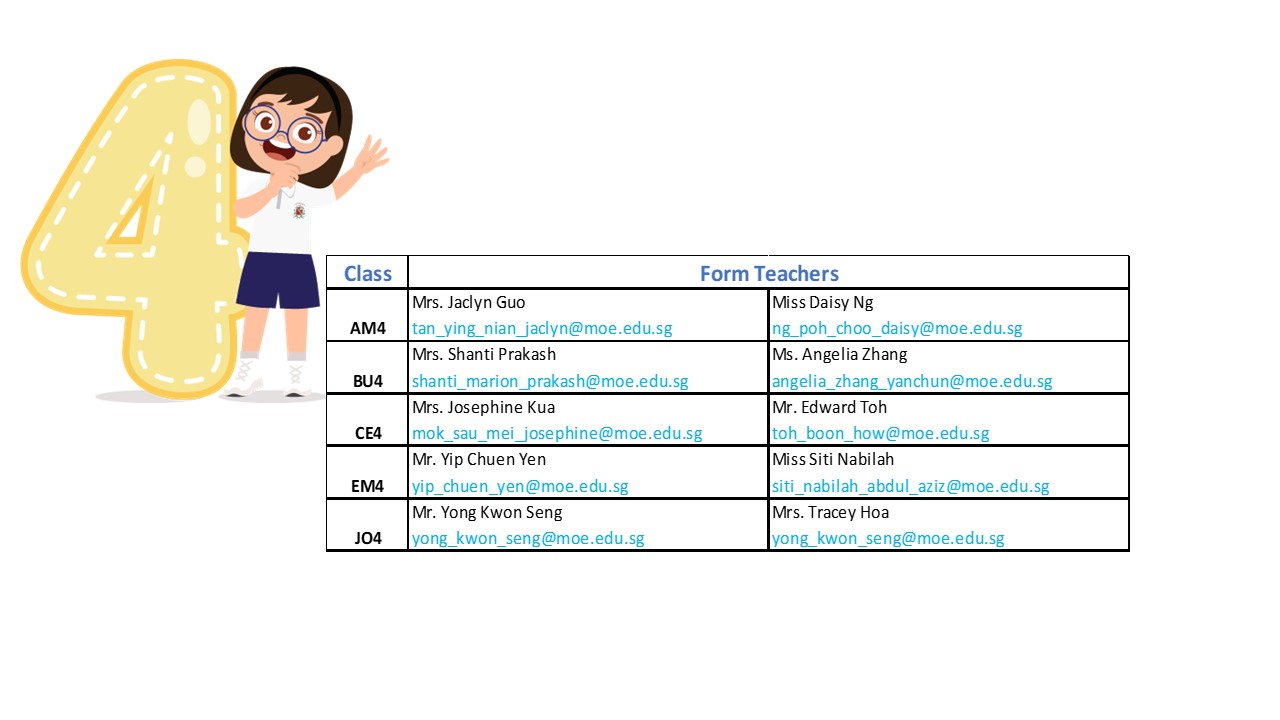 4
Class Form Teachers
Mrs. Jaclyn Guo Miss Daisy Ng
AM4 tan_ying_nian_jaclyn@moe.edu.sg ng_poh_choo_daisy@moe.edu.sg
Mrs. Shanti Prakash Ms. Angelia Zhang
BU4 shanti_marion_prakash@moe.edu.sg angelia_zhang_yanchun@moe.edu.sg
Mrs. Josephine Kua Mr. Edward Toh
CE4 mok_sau_mei_josephine@moe.edu.sg toh_boon_how@moe.edu.sg
Mr. Yip Chuen Yen Miss Siti Nabilah
EM4 yip_chuen_yen@moe.edu.sg siti_nabilah_abdul_aziz@moe.edu.sg
Mr. Yong Kwon Seng Mrs. Tracey Hoa
JO4 yong_kwon_seng@moe.edu.sg yong_kwon_seng@moe.edu.sg